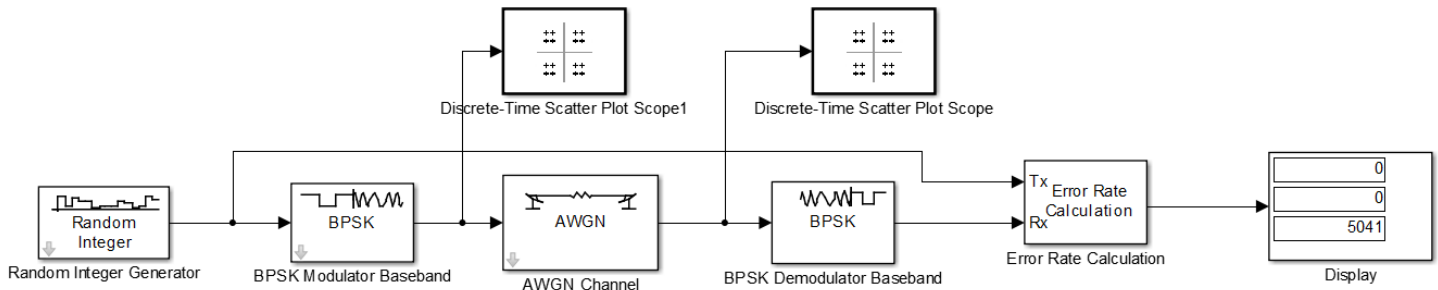 Discrete-Time Scatter Plot Scope1
Discrete-Time Scatter Plot Scope
Random
Integer
Random Integer Generator
BPSK
BPSK Modulator Baseband
AWGN
AWGN Channel
BPSK
BPSK Demodulator Baseband
Tx
Rx
Error Rate
Calculation
Error Rate Calculation
0
0
5041
Display